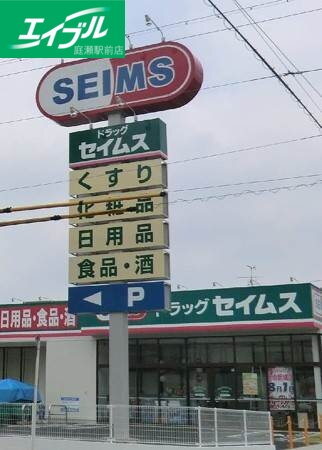 エイブル
庭瀬駅前店
SEIMS
ドラッグ
セイムス
くすり
化粧品
日用品
食品・酒
P
日用品・食品・酒
ドラッグ セイムス